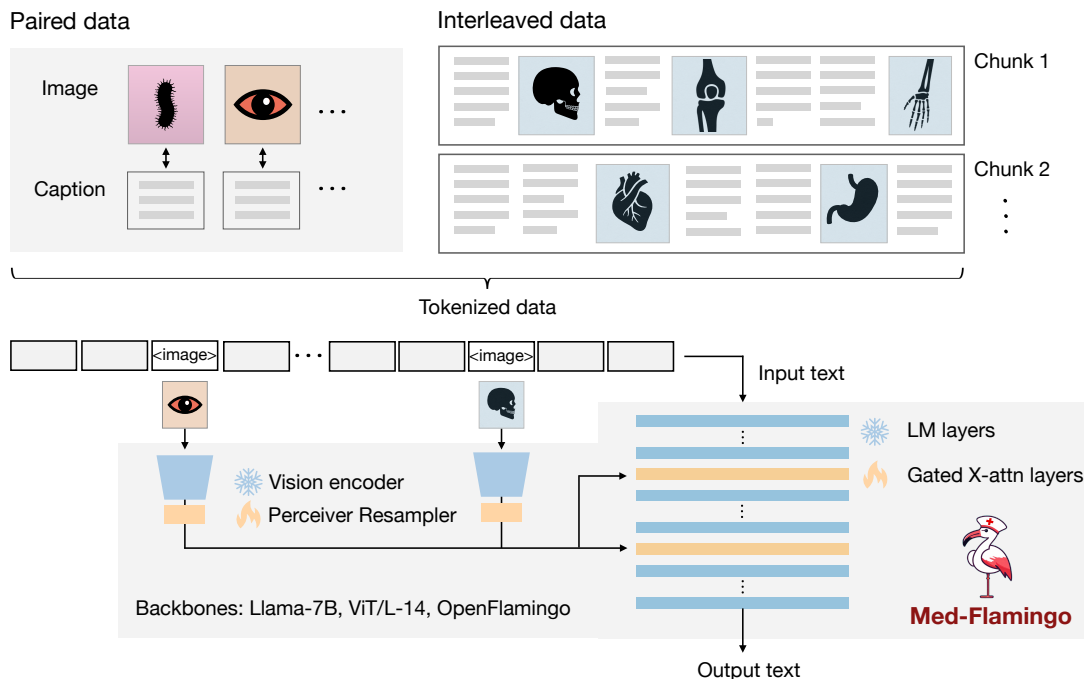 Paired data
Interleaved data
Image
Caption
Chunk 1
Chunk 2
Tokenized data
<image>
<image>
Input text
Vision encoder
Perceiver Resampler
LM layers
Gated X-attn layers
Backbones: Llama-7B, ViT/L-14, OpenFlamingo
Med-Flamingo
Output text